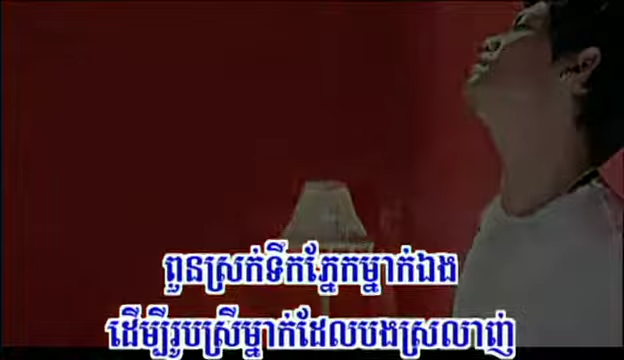 ពួនស្រក់ទឹកភ្នែកម្នាក់ឯង
ដើម្បីរូបស្រីម្នាក់ដែលបងស្រលាញ់